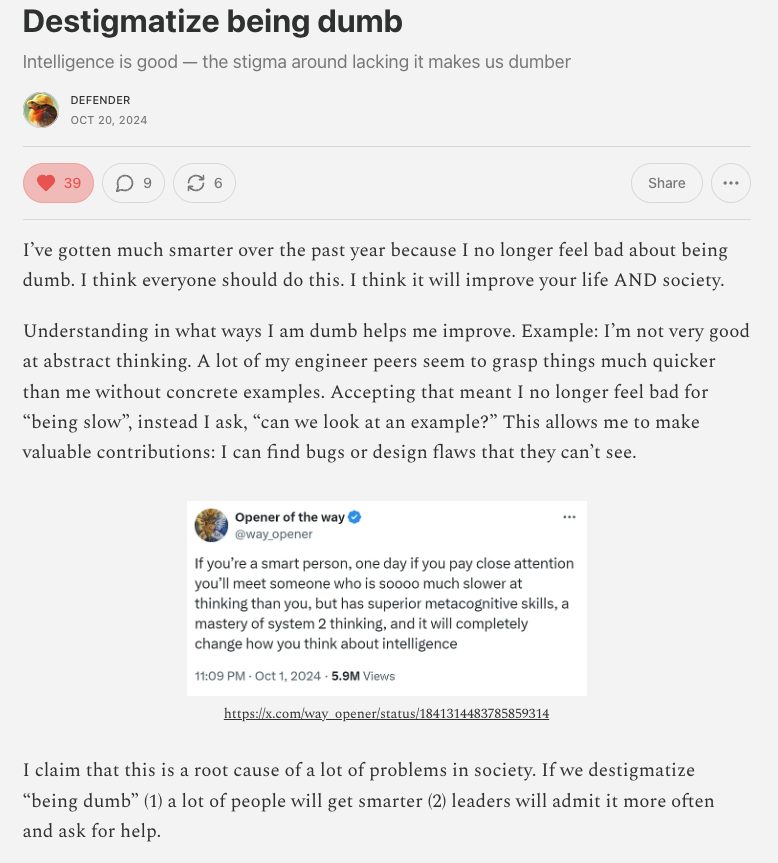 Destigmatize being dumb
Intelligence is good — the stigma around lacking it makes us dumber
DEFENDER
OCT 20, 2024
39 9 6 Share
I’ve gotten much smarter over the past year because I no longer feel bad about being
dumb. I think everyone should do this. I think it will improve your life AND society.
Understanding in what ways I am dumb helps me improve. Example: I’m not very good
at abstract thinking. A lot of my engineer peers seem to grasp things much quicker
than me without concrete examples. Accepting that meant I no longer feel bad for
“being slow”, instead I ask, “can we look at an example?” This allows me to make
valuable contributions: I can find bugs or design flaws that they can’t see.
Opener of the way
@way_opener
If you’re a smart person, one day if you pay close attention
you’ll meet someone who is soooo much slower at
thinking than you, but has superior metacognitive skills, a
mastery of system 2 thinking, and it will completely
change how you think about intelligence
11:09 PM · Oct 1, 2024 · 5.9M Views
https://x.com/way_opener/status/1841314483785859314
I claim that this is a root cause of a lot of problems in society. If we destigmatize
“being dumb” (1) a lot of people will get smarter (2) leaders will admit it more often
and ask for help.